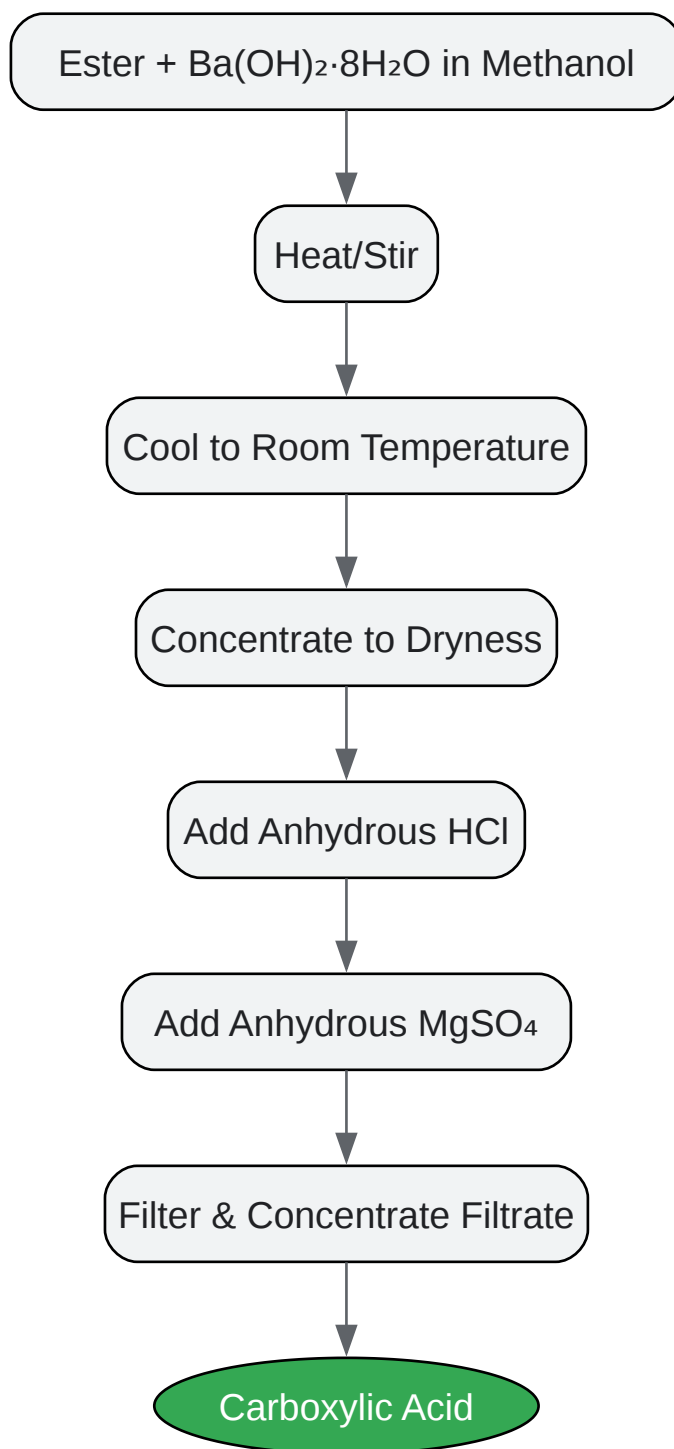 Ester + Ba(OH)₂·8H₂O in Methanol
Heat/Stir
Cool to Room Temperature
Concentrate to Dryness
Add Anhydrous HCl
Add Anhydrous MgSO₄
Filter & Concentrate Filtrate
Carboxylic Acid